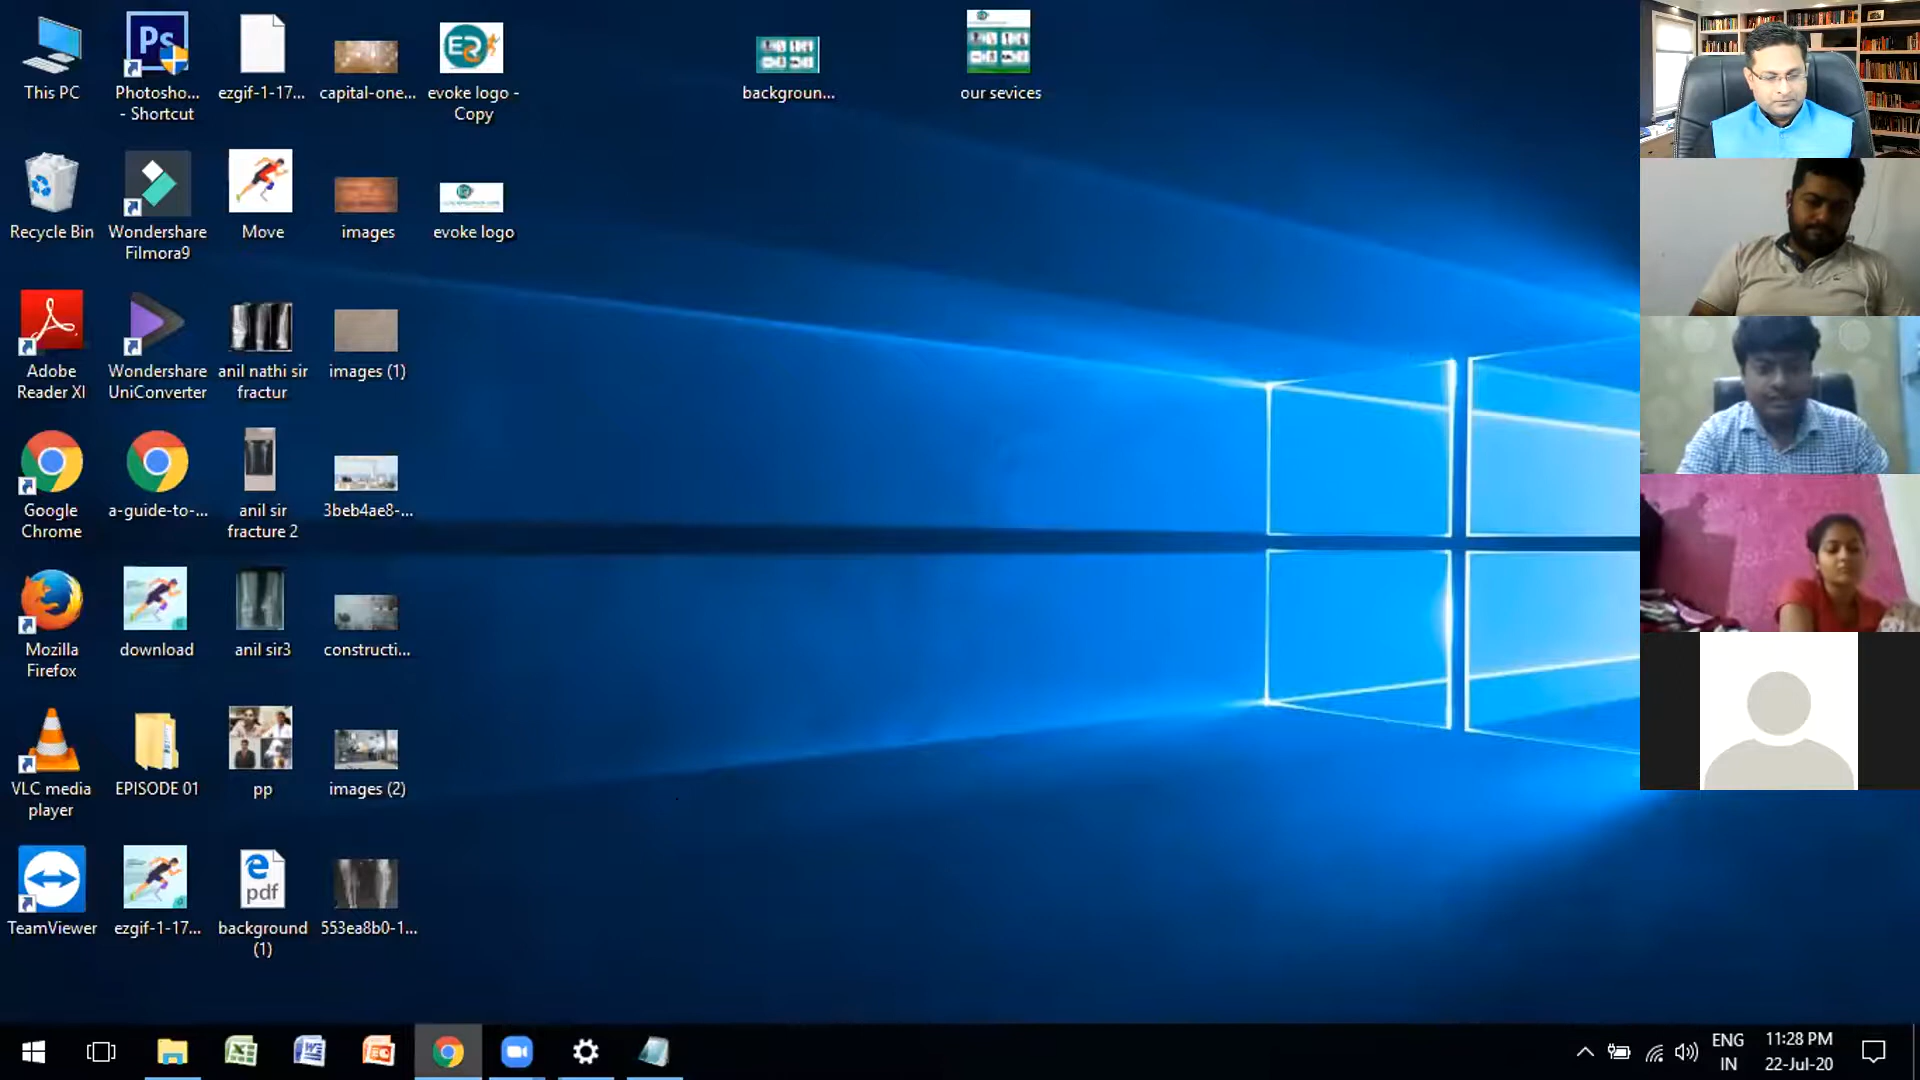 This PC
Photosho...
- Shortcut
ezgif-1-17...
capital-one...
evoke logo -
Copy
backgroun...
our sevices
Recycle Bin
Wondershare
Filmora9
Move
images
evoke logo
Adobe
Reader XI
Wondershare
UniConverter
anil nathi sir
fractur
images (1)
Google
Chrome
a-guide-to-...
anil sir
fracture 2
3beb4ae8-...
Mozilla
Firefox
download
anil sir3
constructi...
VLC media
player
EPISODE 01
pp
images (2)
TeamViewer
ezgif-1-17...
background
(1)
553ea8b0-1...
Ps
pdf
ENG
IN
11:28 PM
22-Jul-20